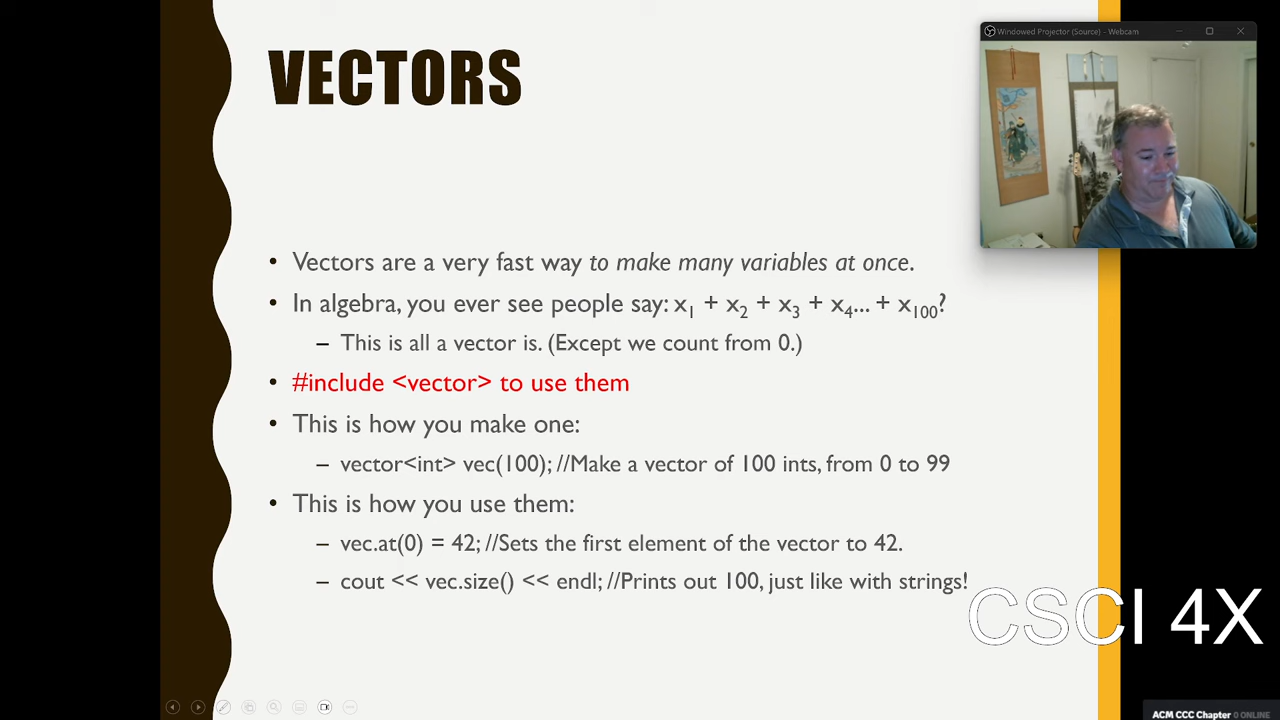 VECTORS
Windowed Projector (Source) - Webcam
• Vectors are a very fast way to make many variables at once.
• In algebra, you ever see people say: x1 + x2 + x3 + x4... + x100?
– This is all a vector is. (Except we count from 0.)
• #include <vector> to use them
• This is how you make one:
– vector<int> vec(100); //Make a vector of 100 ints, from 0 to 99
• This is how you use them:
– vec.at(0) = 42; //Sets the first element of the vector to 42.
– cout << vec.size() << endl; //Prints out 100, just like with strings!
CSCI 4X
ACM CCC Chapter 0 ONLINE